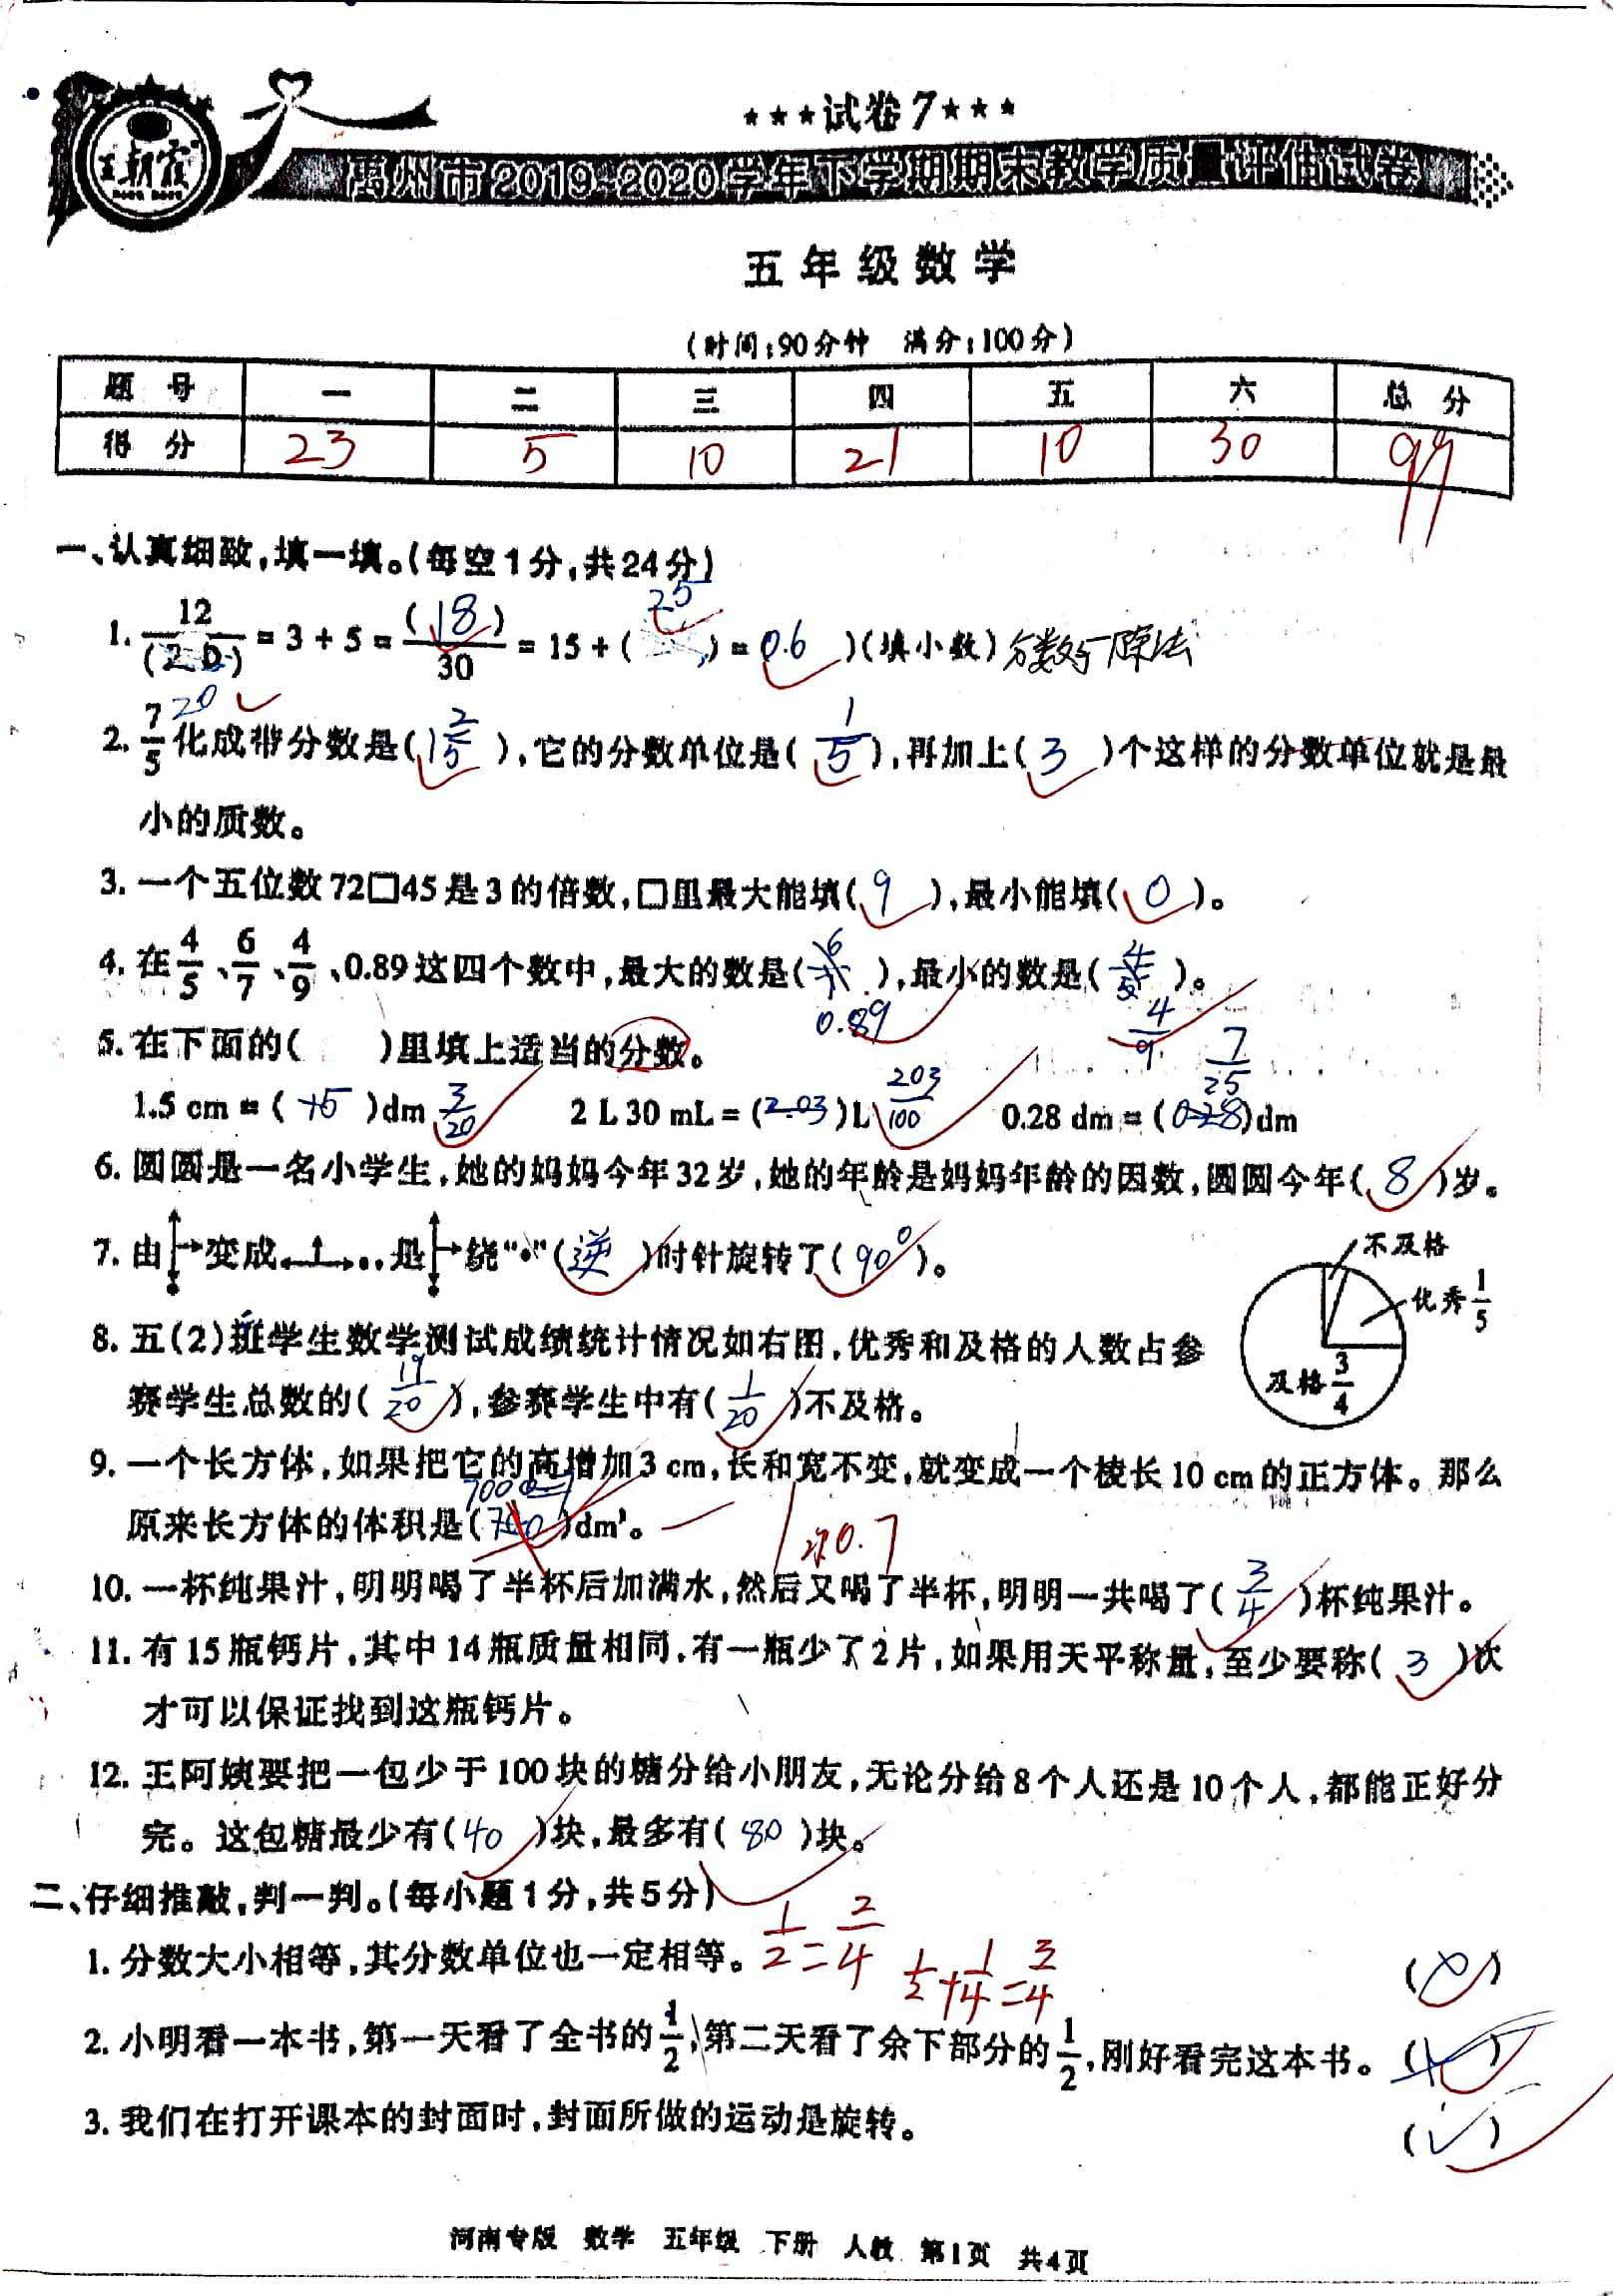 王朝霞
★★★试卷7★★★
禹州市2019-2020学年下学期期末教学质量评估试卷
五年级数学
(时间:90分钟 满分:100分)
题 号 一 二 三 四 五 六 总 分
得 分 23 5 10 21 10 30 99
一、认真细致,填一填。(每空1分,共24分)
1. 12/(20) = 3÷5 = (18)/30 = 15÷( 25 ) = 0.6 )(填小数) 分数与除法
20
2. 7/5化成带分数是(1 2/5),它的分数单位是( 1/5 ),再加上( 3 )个这样的分数单位就是最
小的质数。
3. 一个五位数72□45是3的倍数,□里最大能填( 9 ),最小能填( 0 )。
4. 在4/5、6/7、4/9、0.89这四个数中,最大的数是( 6/7 ),最小的数是( 4/5 )。
0.89 4/9
5. 在下面的( )里填上适当的分数。
1.5 cm = ( 15 )dm 3/20 2 L 30 mL = (2.03)L 203/100 0.28 dm = (0.28)dm 7/25
6. 圆圆是一名小学生,她的妈妈今年32岁,她的年龄是妈妈年龄的因数,圆圆今年( 8 )岁。
7. 由 变成 ,是 绕“•”( 逆 )时针旋转了( 90° )。
不及格
优秀1/5
及格3/4
8. 五(2)班学生数学测试成绩统计情况如右图,优秀和及格的人数占参
赛学生总数的( 19/20 ),参赛学生中有( 1/20 )不及格。
9. 一个长方体,如果把它的高增加3 cm,长和宽不变,就变成一个棱长10 cm的正方体。那么
原来长方体的体积是(700)dm³。 0.7
10. 一杯纯果汁,明明喝了半杯后加满水,然后又喝了半杯,明明一共喝了( 3/4 )杯纯果汁。
11. 有15瓶钙片,其中14瓶质量相同,有一瓶少了2片,如果用天平称量,至少要称( 3 )次
才可以保证找到这瓶钙片。
12. 王阿姨要把一包少于100块的糖分给小朋友,无论分给8个人还是10个人,都能正好分
完。这包糖最少有( 40 )块,最多有( 80 )块。
二、仔细推敲,判一判。(每小题1分,共5分)
1. 分数大小相等,其分数单位也一定相等。 1/2=2/4 (×)
1/2+1/4=3/4
2. 小明看一本书,第一天看了全书的1/2,第二天看了余下部分的1/2,刚好看完这本书。 (×)
3. 我们在打开课本的封面时,封面所做的运动是旋转。 (✓)
河南专版 数学 五年级 下册 人教 第1页 共4页